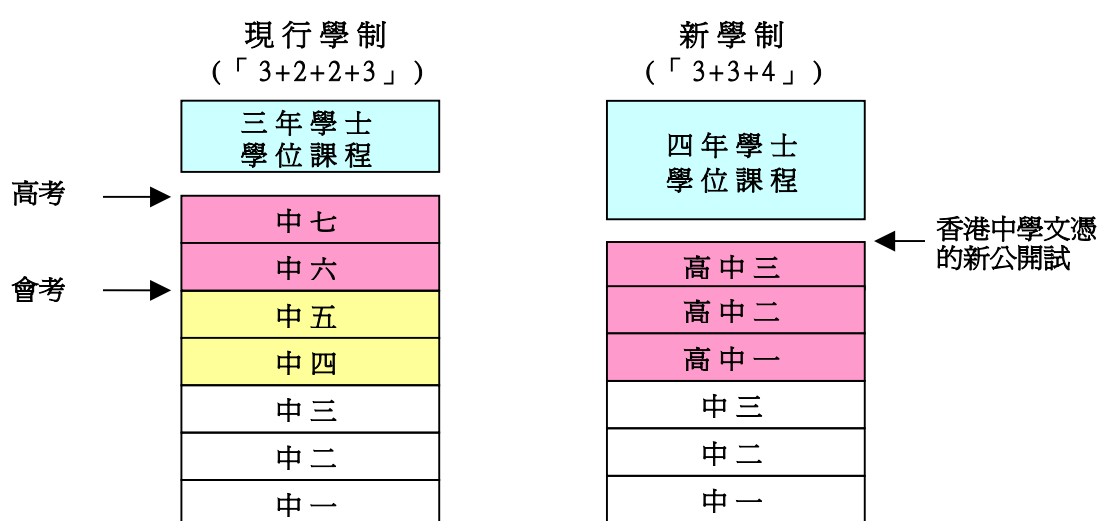 現行學制
(「3+2+2+3」)
三年學士
學位課程
高考
中七
中六
會考
中五
中四
中三
中二
中一
新學制
(「3+3+4」)
四年學士
學位課程
香港中學文憑
的新公開試
高中三
高中二
高中一
中三
中二
中一